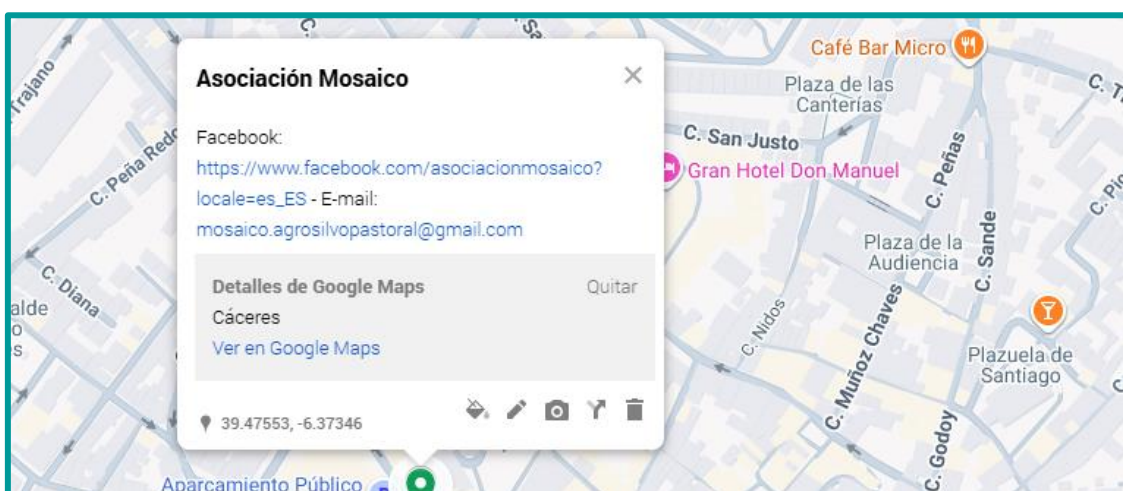 Asociación Mosaico
Facebook:
https://www.facebook.com/asociacionmosaico?
locale=es_ES - E-mail:
mosaico.agrosilvopastoral@gmail.com
Detalles de Google Maps
Quitar
Cáceres
Ver en Google Maps
39.47553, -6.37346
Trajano
C. Peña Redo
C. Diana
alde
o
s
C.
Sa
Café Bar Micro
Plaza de las
Canterías
C. San Justo
Gran Hotel Don Manuel
C. Peñas
Plaza de la
Audiencia
C. Sande
C. Nidos
C. Muñoz Chaves
Plazuela de
Santiago
C. Godoy
Aparcamiento Público